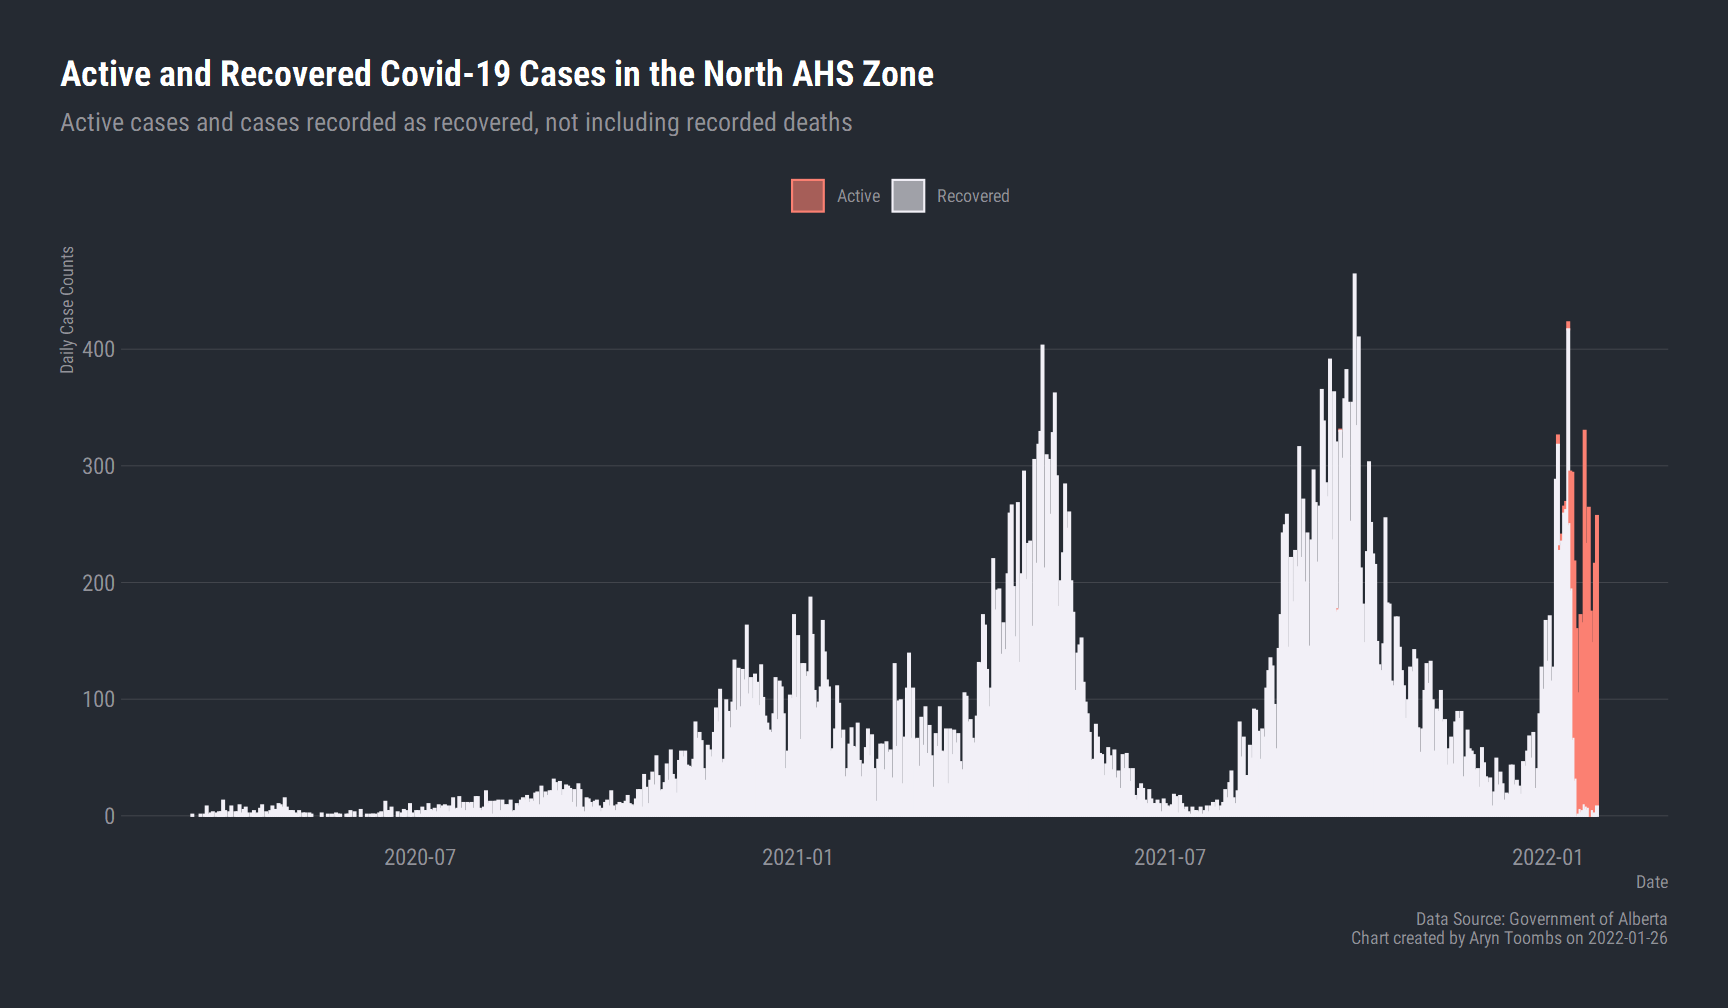 Active and Recovered Covid-19 Cases in the North AHS Zone
Active cases and cases recorded as recovered, not including recorded deaths
Active
Recovered
Daily Case Counts
400
300
200
100
0
2020-07
2021-01
2021-07
2022-01
Date
Data Source: Government of Alberta
Chart created by Aryn Toombs on 2022-01-26